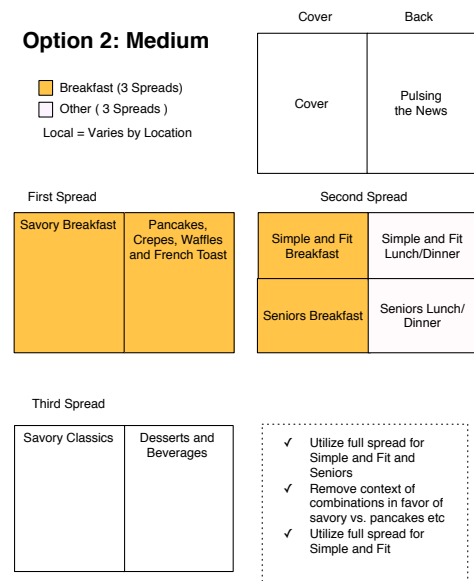 Cover Back
Option 2: Medium
Breakfast (3 Spreads)
Other ( 3 Spreads )
Local = Varies by Location
Cover
Pulsing
the News
First Spread
Savory Breakfast
Pancakes,
Crepes, Waffles
and French Toast
Second Spread
Simple and Fit
Breakfast
Simple and Fit
Lunch/Dinner
Seniors Breakfast
Seniors Lunch/
Dinner
Third Spread
Savory Classics
Desserts and
Beverages
✓ Utilize full spread for
Simple and Fit and
Seniors
✓ Remove context of
combinations in favor of
savory vs. pancakes etc
✓ Utilize full spread for
Simple and Fit